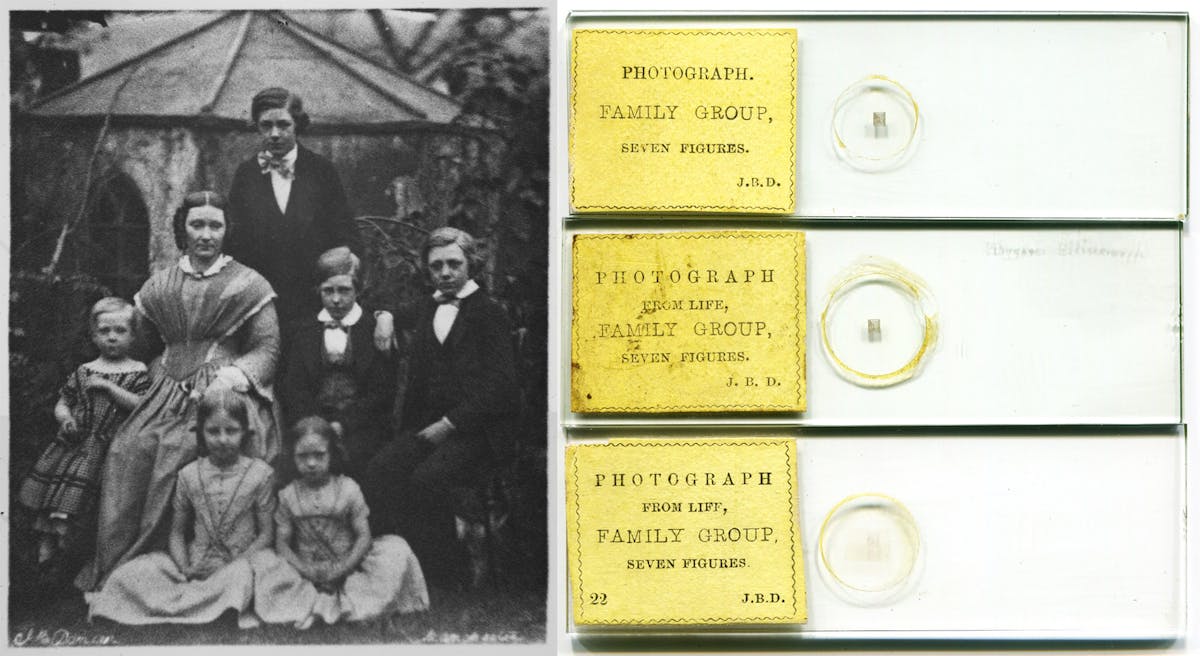 PHOTOGRAPH.
FAMILY GROUP,
SEVEN FIGURES.
J.B.D.
PHOTOGRAPH
FROM LIFE,
FAMILY GROUP,
SEVEN FIGURES.
J. B. D.
PHOTOGRAPH
FROM LIFF,
FAMILY GROUP,
SEVEN FIGURES.
22 J.B.D.